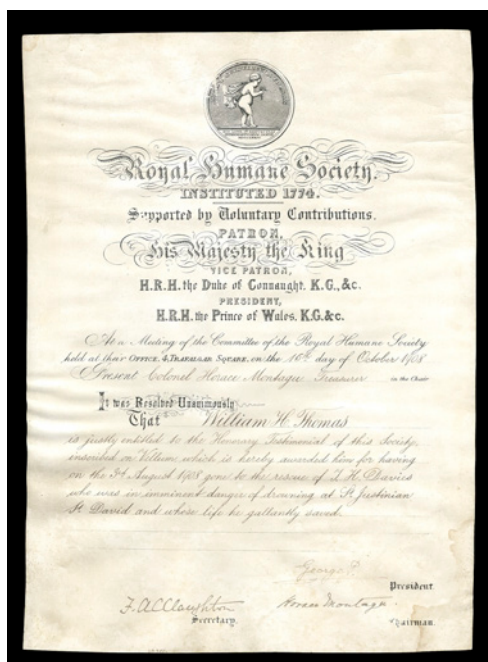 Royal Humane Society.
INSTITUTED 1774.
Supported by Voluntary Contributions.
PATRON,
His Majesty the King
VICE PATRON,
H.R.H. the Duke of Connaught, K.G., &c.
PRESIDENT,
H.R.H. the Prince of Wales, K.G. &c.
At a Meeting of the Committee of the Royal Humane Society
held at their OFFICE, 4, TRAFALGAR SQUARE, on the 10th day of October 1908
Present Colonel Horace Montagu Treasurer in the Chair
It was Resolved Unanimously
That William H. Thomas
is justly entitled to the Honorary Testimonial of this Society,
inscribed on Vellum, which is hereby awarded him for having
on the 3rd August 1908 gone to the rescue of
Davies
who was in imminent danger of drowning at St Justinian
St David and whose life he gallantly saved.
George P.
President.
F. A. C. Claughton
Secretary.
Horace Montagu.
Chairman.